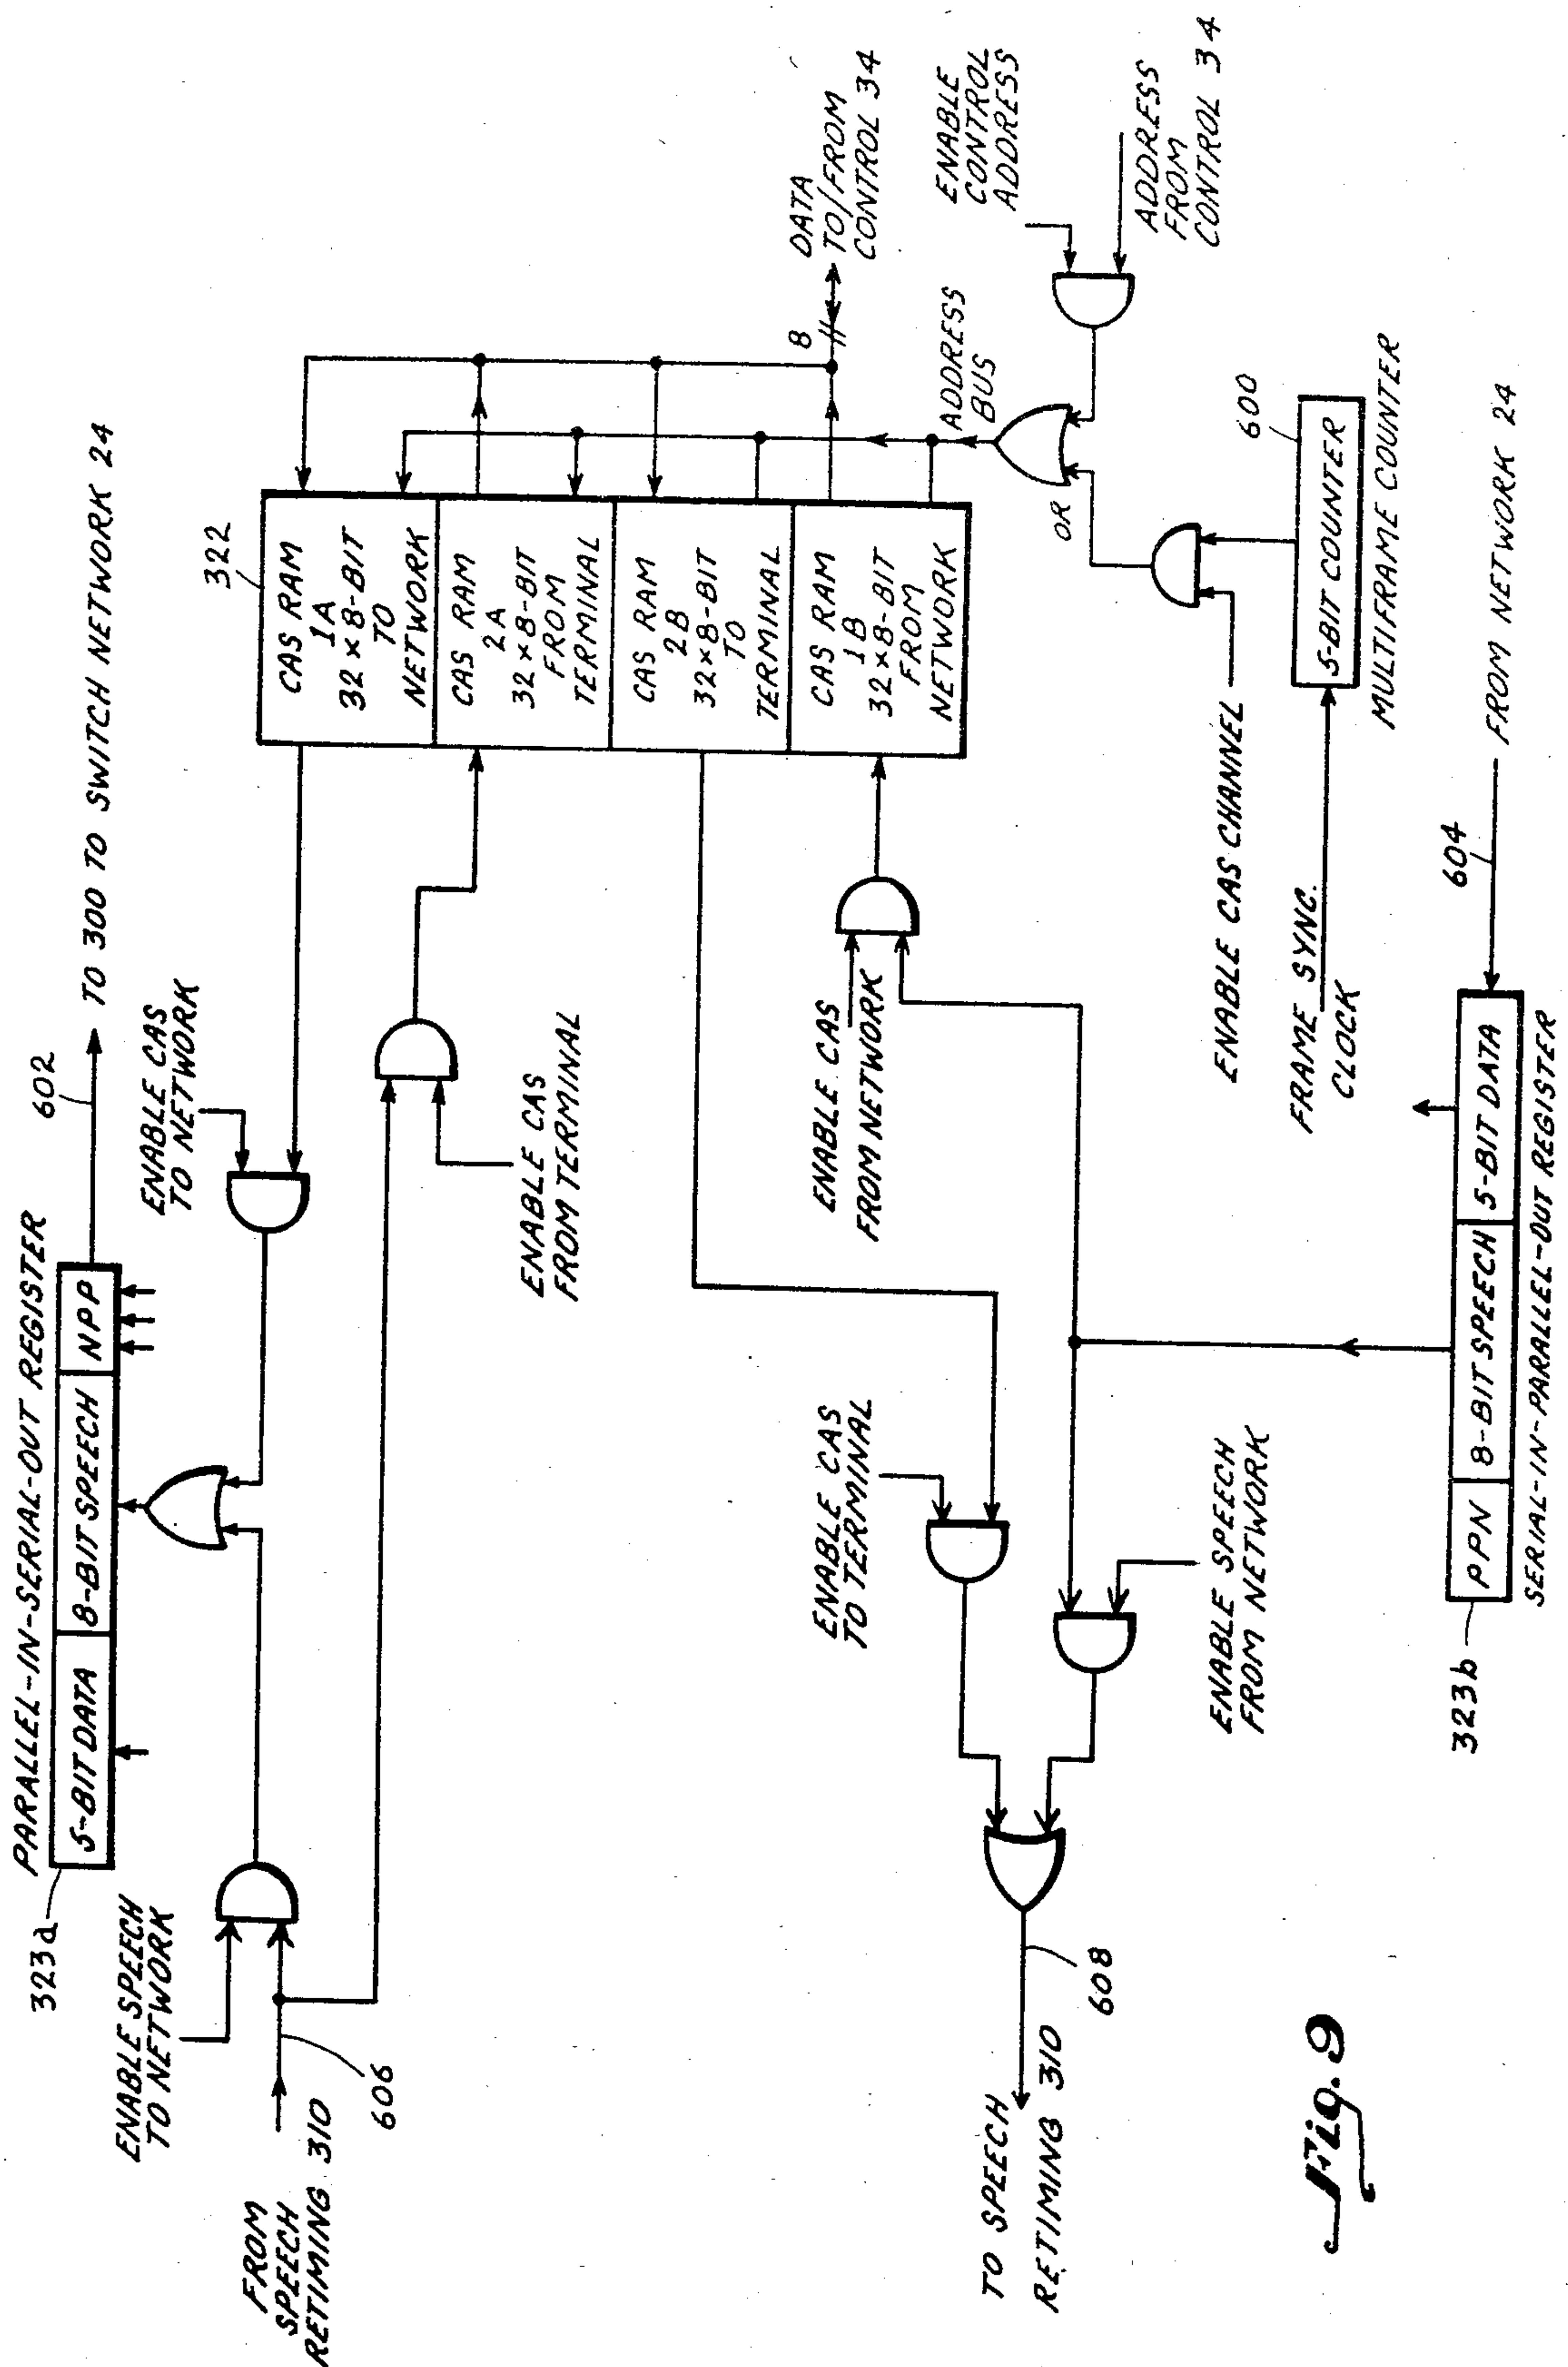 PARALLEL-IN-SERIAL-OUT REGISTER
323a
5-BIT DATA
8-BIT SPEECH
NPP
602
TO 300 TO SWITCH NETWORK 24
ENABLE SPEECH
TO NETWORK
ENABLE CAS
TO NETWORK
FROM
SPEECH
RETIMING 310
606
ENABLE CAS
FROM TERMINAL
322
CAS RAM
1A
32 × 8-BIT
TO
NETWORK
CAS RAM
2A
32 × 8-BIT
FROM
TERMINAL
CAS RAM
2B
32 × 8-BIT
TO
TERMINAL
CAS RAM
1B
32 × 8-BIT
FROM
NETWORK
8
DATA
TO/FROM
CONTROL 34
ADDRESS
BUS
ENABLE
CONTROL
ADDRESS
ADDRESS
FROM
CONTROL 34
OR
ENABLE CAS
FROM NETWORK
ENABLE CAS
TO TERMINAL
ENABLE SPEECH
FROM NETWORK
TO SPEECH
RETIMING 310
608
ENABLE CAS CHANNEL
FRAME SYNC.
CLOCK
600
5-BIT COUNTER
MULTIFRAME COUNTER
323b
PPN
8-BIT SPEECH
5-BIT DATA
604
FROM NETWORK 24
SERIAL-IN-PARALLEL-OUT REGISTER
Fig. 9